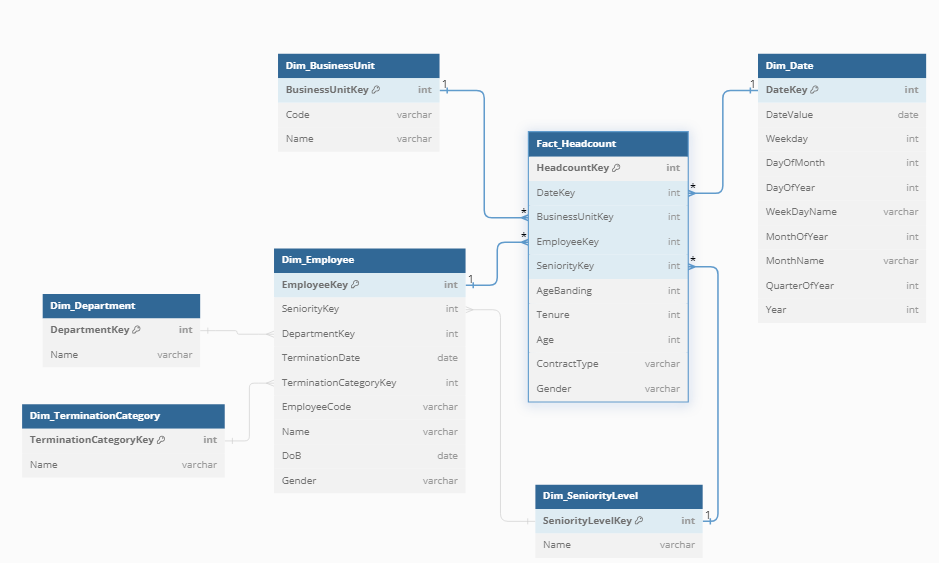 Dim_BusinessUnit
BusinessUnitKey int
Code varchar
Name varchar
1
*
Dim_Date
DateKey int
DateValue date
Weekday int
DayOfMonth int
DayOfYear int
WeekDayName varchar
MonthOfYear int
MonthName varchar
QuarterOfYear int
Year int
1
*
Fact_Headcount
HeadcountKey int
DateKey int
BusinessUnitKey int
EmployeeKey int
SeniorityKey int
AgeBanding int
Tenure int
Age int
ContractType varchar
Gender varchar
*
*
Dim_Employee
EmployeeKey int
SeniorityKey int
DepartmentKey int
TerminationDate date
TerminationCategoryKey int
EmployeeCode varchar
Name varchar
DoB date
Gender varchar
1
Dim_Department
DepartmentKey int
Name varchar
Dim_TerminationCategory
TerminationCategoryKey int
Name varchar
Dim_SeniorityLevel
SeniorityLevelKey int
Name varchar
1